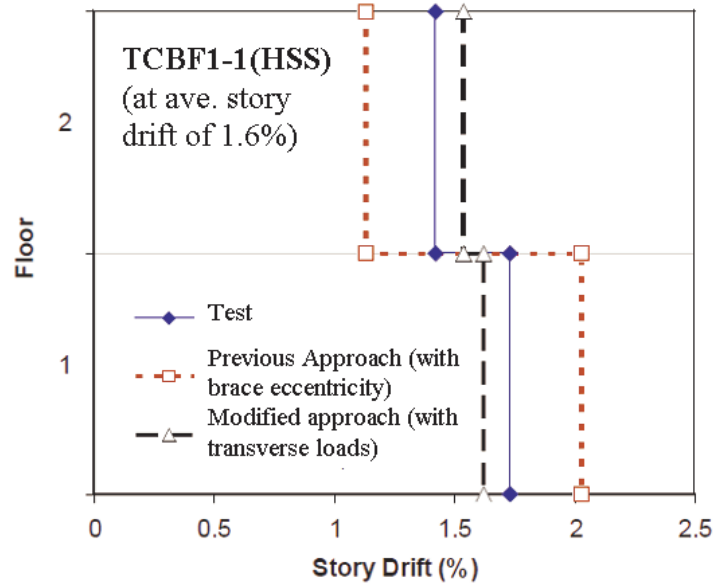 TCBF1-1(HSS)
(at ave. story
drift of 1.6%)
2
1
Floor
Test
Previous Approach (with
brace eccentricity)
Modified approach (with
transverse loads)
0
0.5
1
1.5
2
2.5
Story Drift (%)